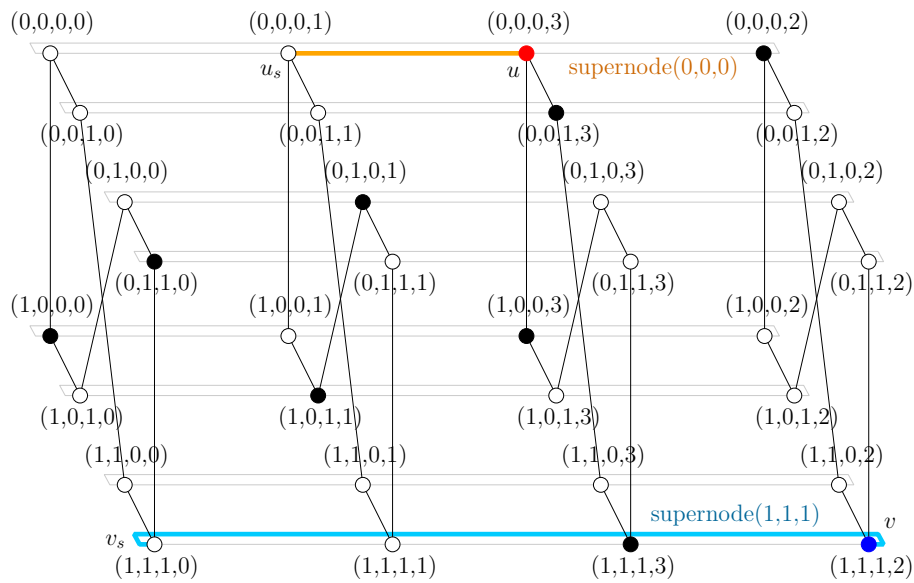 (0,0,0,0) (0,0,0,1) (0,0,0,3) (0,0,0,2)
u_s u supernode(0,0,0)
(0,0,1,0) (0,0,1,1) (0,0,1,3) (0,0,1,2)
(0,1,0,0) (0,1,0,1) (0,1,0,3) (0,1,0,2)
(0,1,1,0) (0,1,1,1) (0,1,1,3) (0,1,1,2)
(1,0,0,0) (1,0,0,1) (1,0,0,3) (1,0,0,2)
(1,0,1,0) (1,0,1,1) (1,0,1,3) (1,0,1,2)
(1,1,0,0) (1,1,0,1) (1,1,0,3) (1,1,0,2)
supernode(1,1,1) v
v_s
(1,1,1,0) (1,1,1,1) (1,1,1,3) (1,1,1,2)